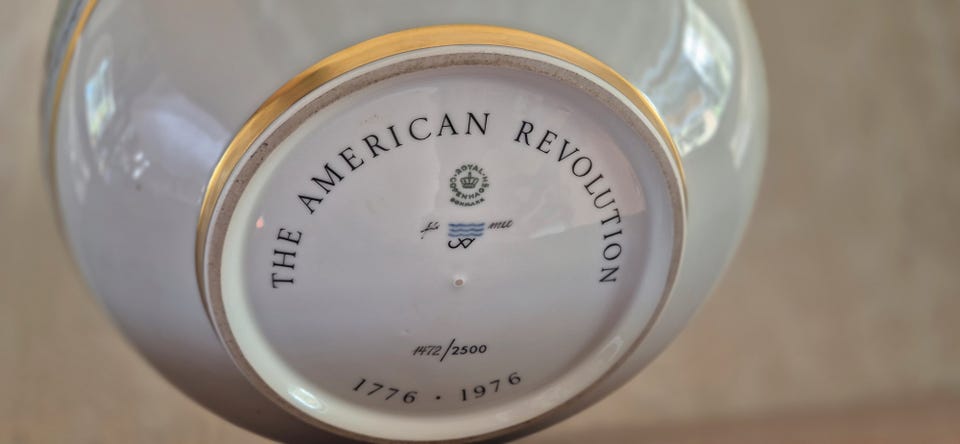 THE AMERICAN REVOLUTION
ROYAL
COPENHAGEN
DENMARK
1472/2500
1776 · 1976